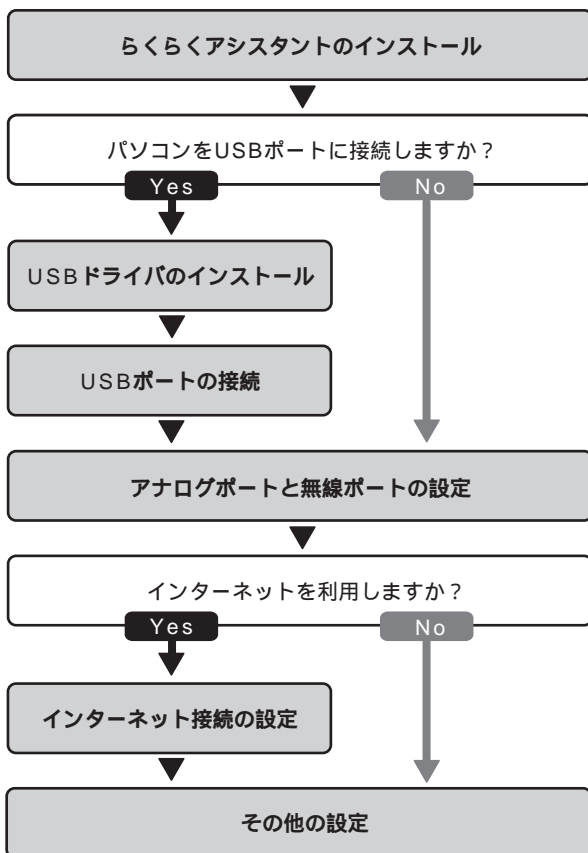 らくらくアシスタントのインストール
パソコンをUSBポートに接続しますか？
Yes
No
USBドライバのインストール
USBポートの接続
アナログポートと無線ポートの設定
インターネットを利用しますか？
Yes
No
インターネット接続の設定
その他の設定